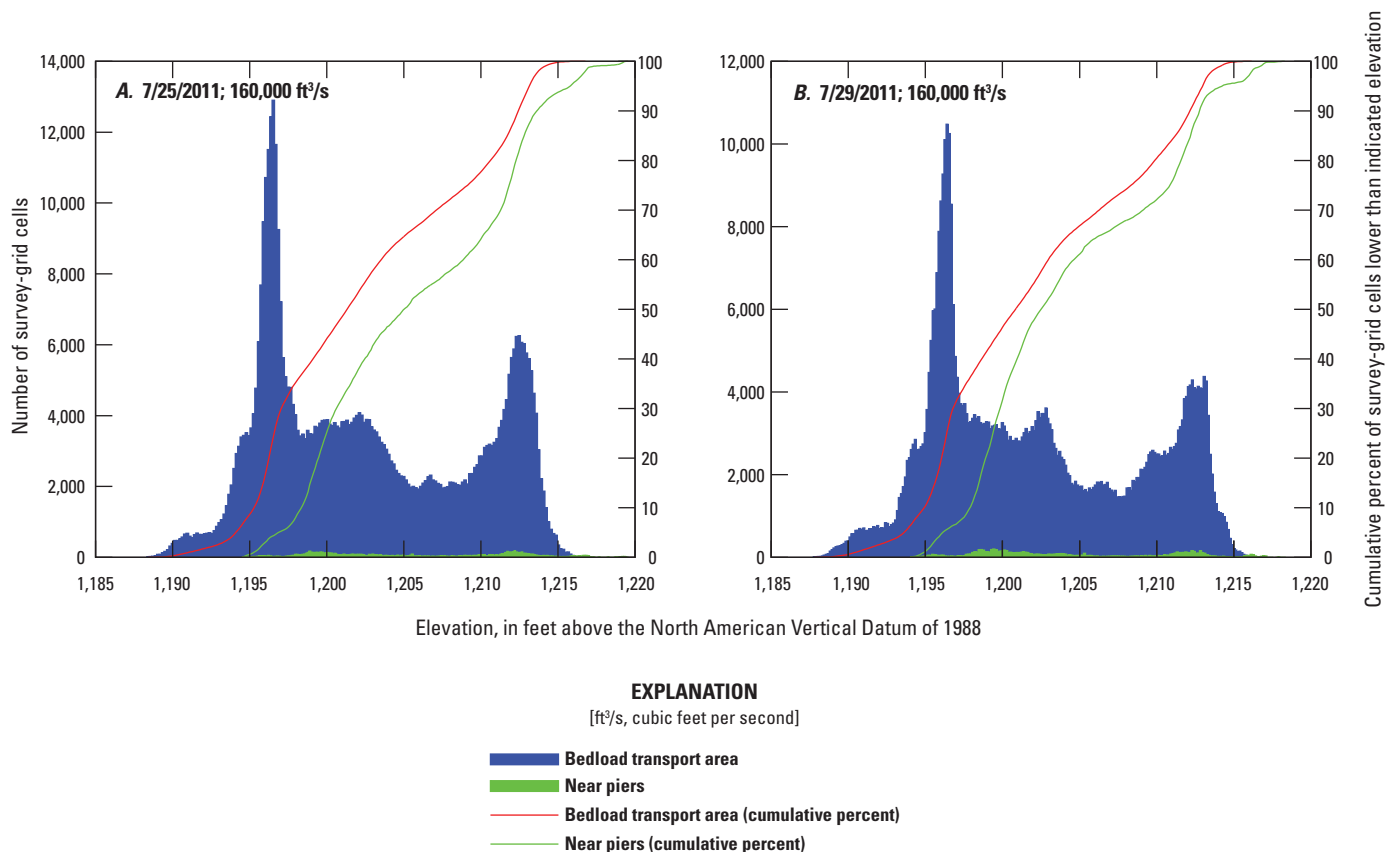 A. 7/25/2011; 160,000 ft³/s
14,000
12,000
10,000
8,000
6,000
4,000
2,000
0
Number of survey-grid cells
100
90
80
70
60
50
40
30
20
10
0
1,185 1,190 1,195 1,200 1,205 1,210 1,215 1,220
B. 7/29/2011; 160,000 ft³/s
12,000
10,000
8,000
6,000
4,000
2,000
0
100
90
80
70
60
50
40
30
20
10
0
Cumulative percent of survey-grid cells lower than indicated elevation
1,185 1,190 1,195 1,200 1,205 1,210 1,215 1,220
Elevation, in feet above the North American Vertical Datum of 1988
EXPLANATION
[ft³/s, cubic feet per second]
Bedload transport area
Near piers
Bedload transport area (cumulative percent)
Near piers (cumulative percent)